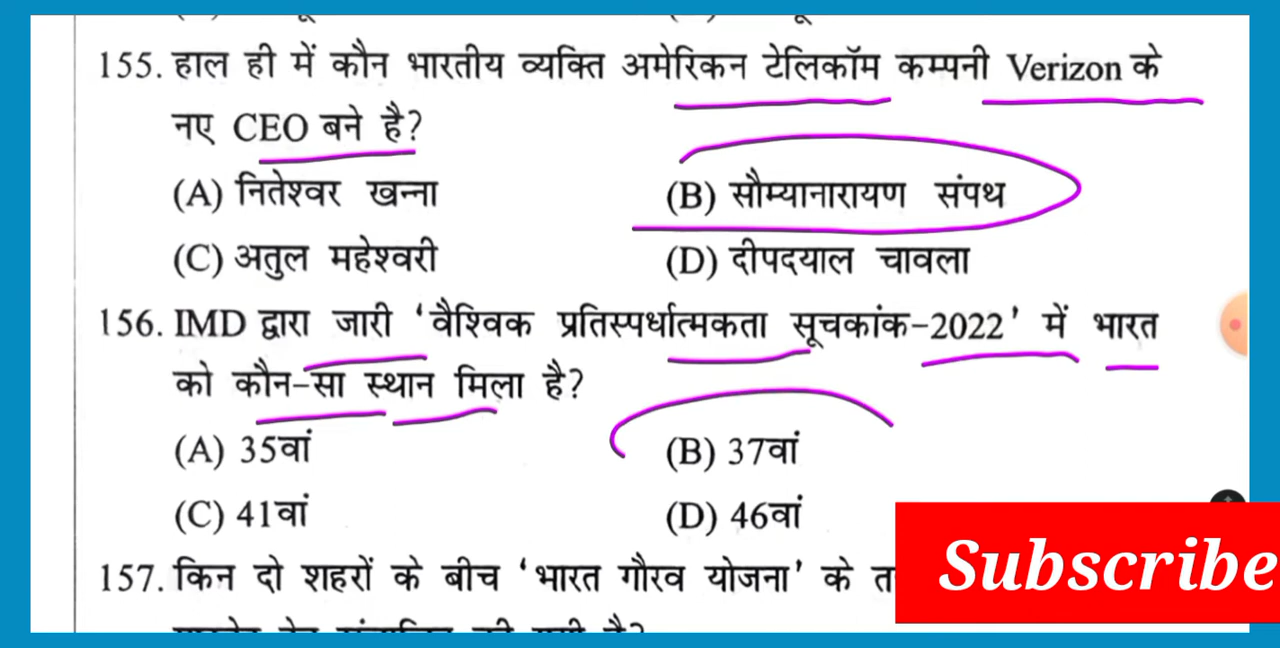 155. हाल ही में कौन भारतीय व्यक्ति अमेरिकन टेलिकॉम कम्पनी Verizon के
नए CEO बने है?
(A) नितेश्वर खन्ना (B) सौम्यानारायण संपथ
(C) अतुल महेश्वरी (D) दीपदयाल चावला
156. IMD द्वारा जारी ‘वैश्विक प्रतिस्पर्धात्मकता सूचकांक-2022’ में भारत
को कौन-सा स्थान मिला है?
(A) 35वां (B) 37वां
(C) 41वां (D) 46वां
157. किन दो शहरों के बीच ‘भारत गौरव योजना’ के त
Subscribe